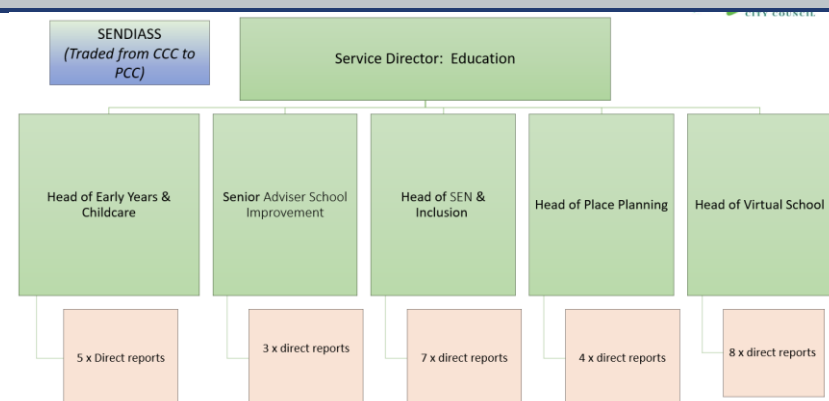 CITY COUNCIL
SENDIASS
(Traded from CCC to
PCC)
Service Director: Education
Head of Early Years &
Childcare
Senior Adviser School
Improvement
Head of SEN &
Inclusion
Head of Place Planning
Head of Virtual School
5 x Direct reports
3 x direct reports
7 x direct reports
4 x direct reports
8 x direct reports